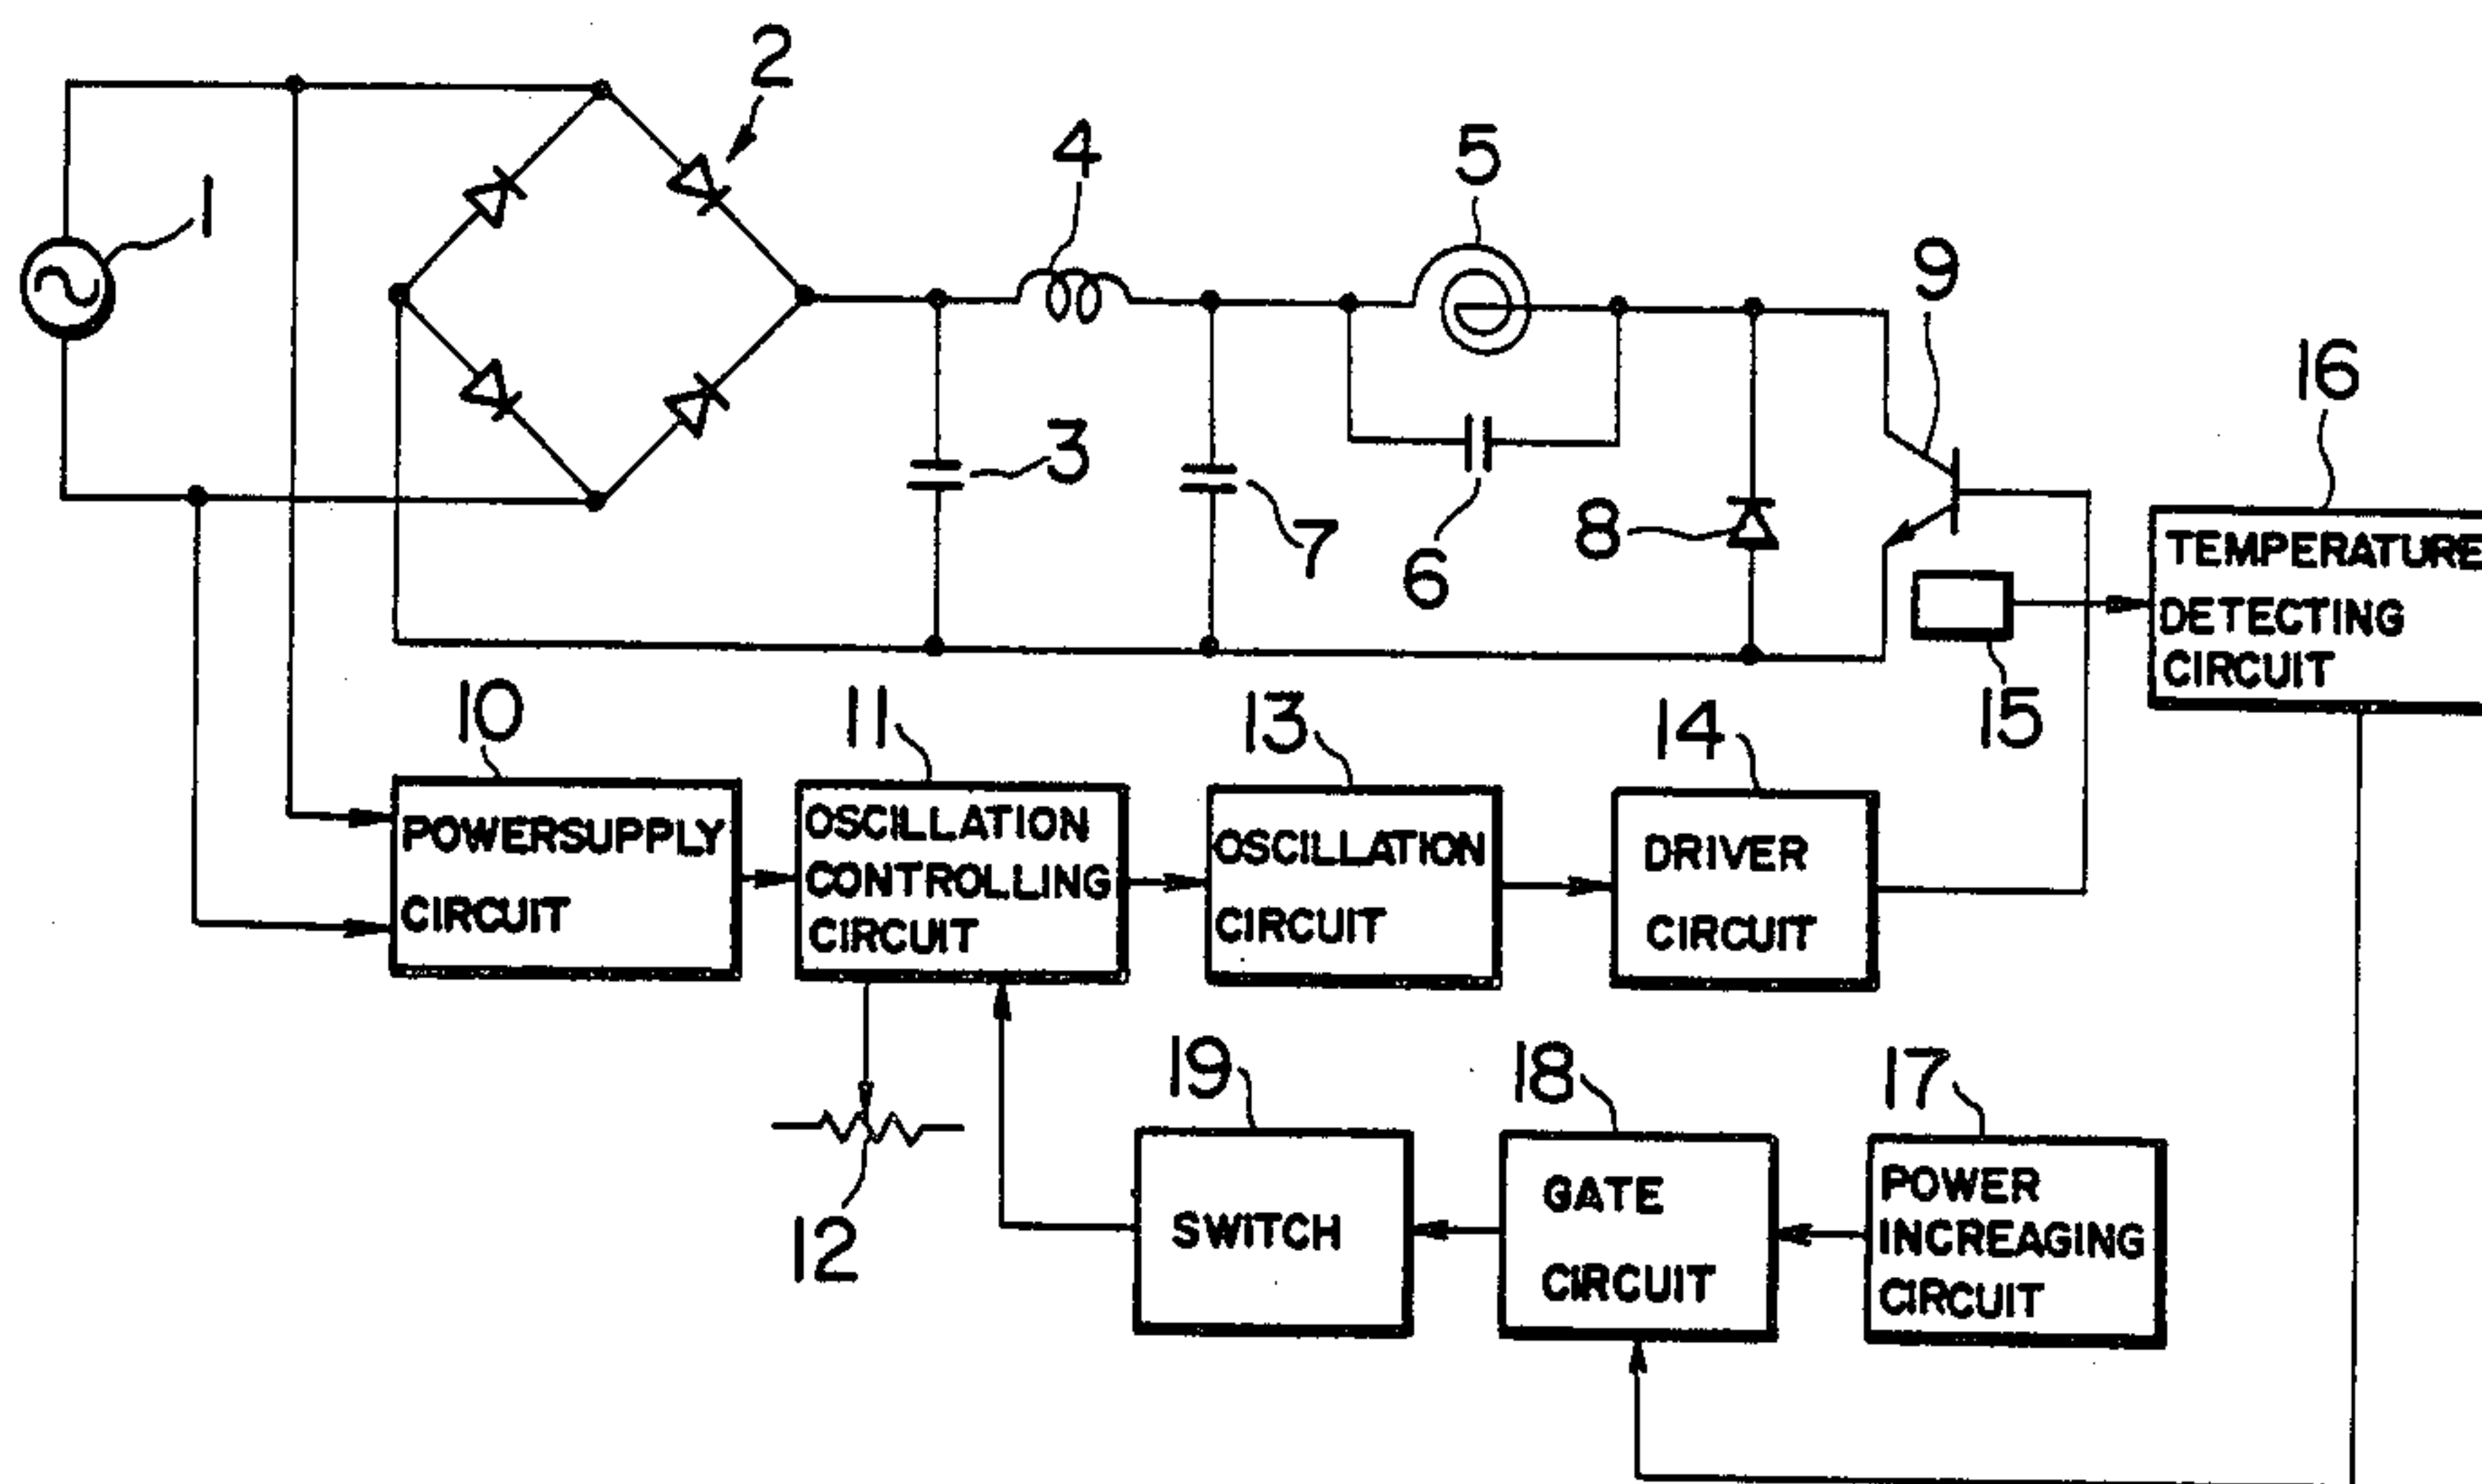 2
4
5
1
9
16
3
7
6
8
TEMPERATURE
DETECTING
CIRCUIT
15
10
11
13
14
POWERSUPPLY
CIRCUIT
OSCILLATION
CONTROLLING
CIRCUIT
OSCILLATION
CIRCUIT
DRIVER
CIRCUIT
12
19
18
17
SWITCH
GATE
CIRCUIT
POWER
INCREAGING
CIRCUIT